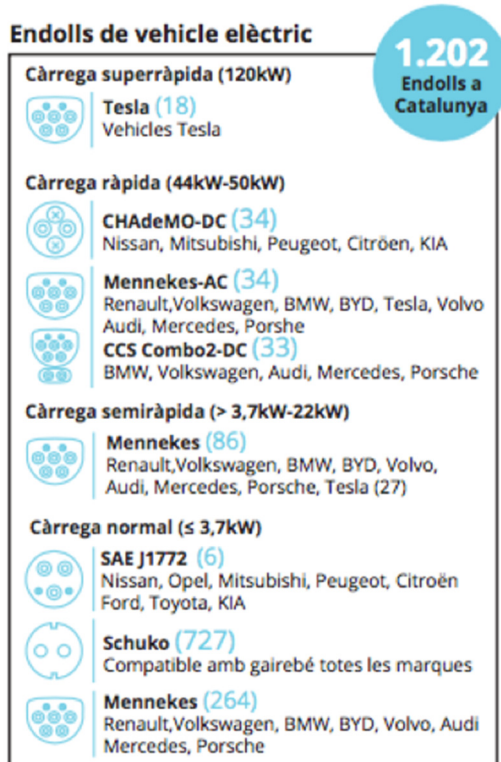 Endolls de vehicle elèctric
1.202
Endolls a
Catalunya
Càrrega superràpida (120kW)
Tesla (18)
Vehicles Tesla
Càrrega ràpida (44kW-50kW)
CHAdeMO-DC (34)
Nissan, Mitsubishi, Peugeot, Citröen, KIA
Mennekes-AC (34)
Renault,Volkswagen, BMW, BYD, Tesla, Volvo
Audi, Mercedes, Porshe
CCS Combo2-DC (33)
BMW, Volkswagen, Audi, Mercedes, Porsche
Càrrega semiràpida (> 3,7kW-22kW)
Mennekes (86)
Renault,Volkswagen, BMW, BYD, Volvo,
Audi, Mercedes, Porsche, Tesla (27)
Càrrega normal (≤ 3,7kW)
SAE J1772 (6)
Nissan, Opel, Mitsubishi, Peugeot, Citroën
Ford, Toyota, KIA
Schuko (727)
Compatible amb gairebé totes les marques
Mennekes (264)
Renault,Volkswagen, BMW, BYD, Volvo, Audi
Mercedes, Porsche